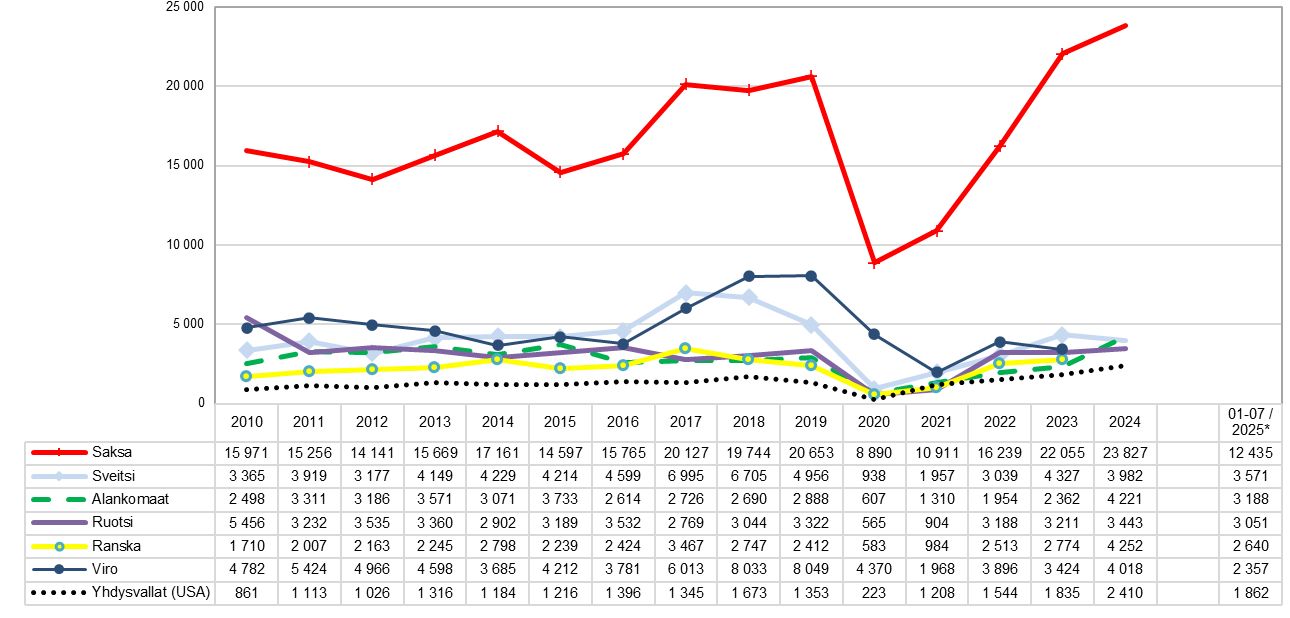 25 000
20 000
15 000
10 000
5 000
0
2010 2011 2012 2013 2014 2015 2016 2017 2018 2019 2020 2021 2022 2023 2024 01-07 /
2025*
Saksa 15 971 15 256 14 141 15 669 17 161 14 597 15 765 20 127 19 744 20 653 8 890 10 911 16 239 22 055 23 827 12 435
Sveitsi 3 365 3 919 3 177 4 149 4 229 4 214 4 599 6 995 6 705 4 956 938 1 957 3 039 4 327 3 982 3 571
Alankomaat 2 498 3 311 3 186 3 571 3 071 3 733 2 614 2 726 2 690 2 888 607 1 310 1 954 2 362 4 221 3 188
Ruotsi 5 456 3 232 3 535 3 360 2 902 3 189 3 532 2 769 3 044 3 322 565 904 3 188 3 211 3 443 3 051
Ranska 1 710 2 007 2 163 2 245 2 798 2 239 2 424 3 467 2 747 2 412 583 984 2 513 2 774 4 252 2 640
Viro 4 782 5 424 4 966 4 598 3 685 4 212 3 781 6 013 8 033 8 049 4 370 1 968 3 896 3 424 4 018 2 357
Yhdysvallat (USA) 861 1 113 1 026 1 316 1 184 1 216 1 396 1 345 1 673 1 353 223 1 208 1 544 1 835 2 410 1 862